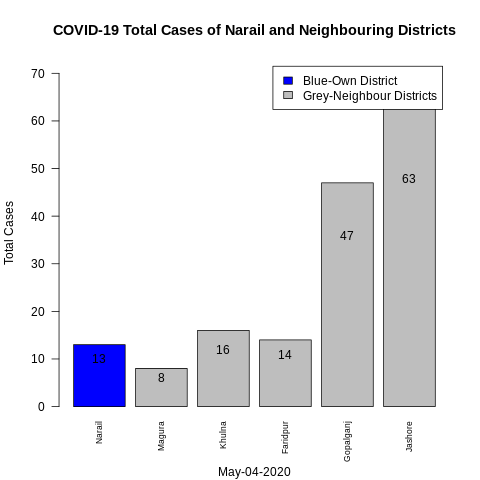 COVID-19 Total Cases of Narail and Neighbouring Districts
Blue-Own District
Grey-Neighbour Districts
Total Cases
70
60
50
40
30
20
10
0
13
8
16
14
47
63
Narail
Magura
Khulna
Faridpur
Gopalganj
Jashore
May-04-2020